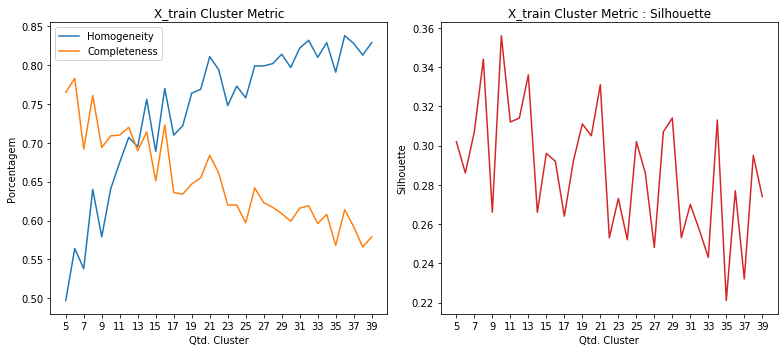 X_train Cluster Metric
Homogeneity
Completeness
Porcentagem
0.85
0.80
0.75
0.70
0.65
0.60
0.55
0.50
5 7 9 11 13 15 17 19 21 23 25 27 29 31 33 35 37 39
Qtd. Cluster
X_train Cluster Metric : Silhouette
Silhouette
0.36
0.34
0.32
0.30
0.28
0.26
0.24
0.22
5 7 9 11 13 15 17 19 21 23 25 27 29 31 33 35 37 39
Qtd. Cluster